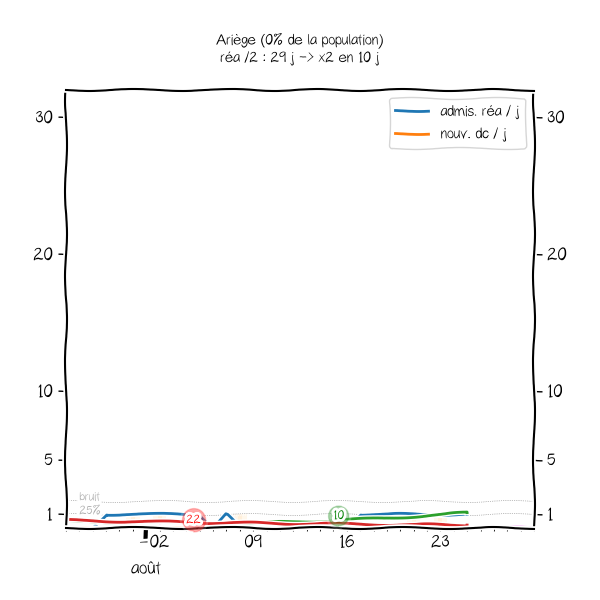 Ariège (0% de la population)
réa /2 : 29 j -> x2 en 10 j
admis. réa / j
nouv. dc / j
30
30
20
20
10
10
5
5
bruit
25%
1
1
22
10
02
09
16
23
août